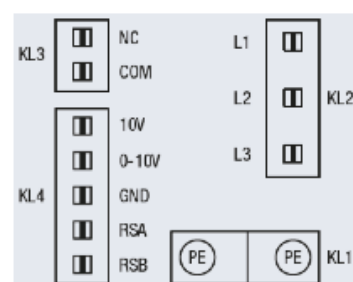 KL3
NC
COM
KL4
10V
0-10V
GND
RSA
RSB
L1
L2
L3
KL2
PE
PE
KL1